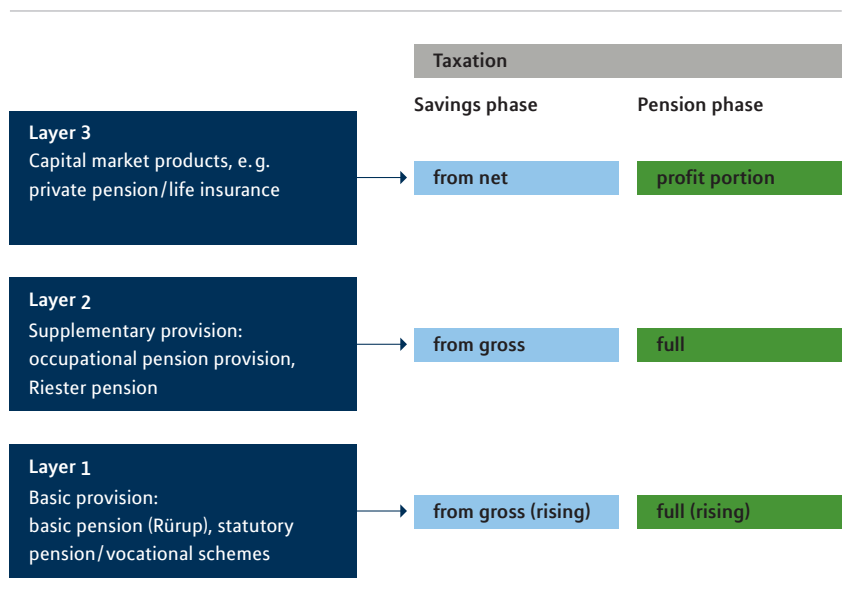 Taxation
Savings phase
Pension phase
Layer 3
Capital market products, e. g.
private pension/life insurance
from net
profit portion
Layer 2
Supplementary provision:
occupational pension provision,
Riester pension
from gross
full
Layer 1
Basic provision:
basic pension (Rürup), statutory
pension/vocational schemes
from gross (rising)
full (rising)